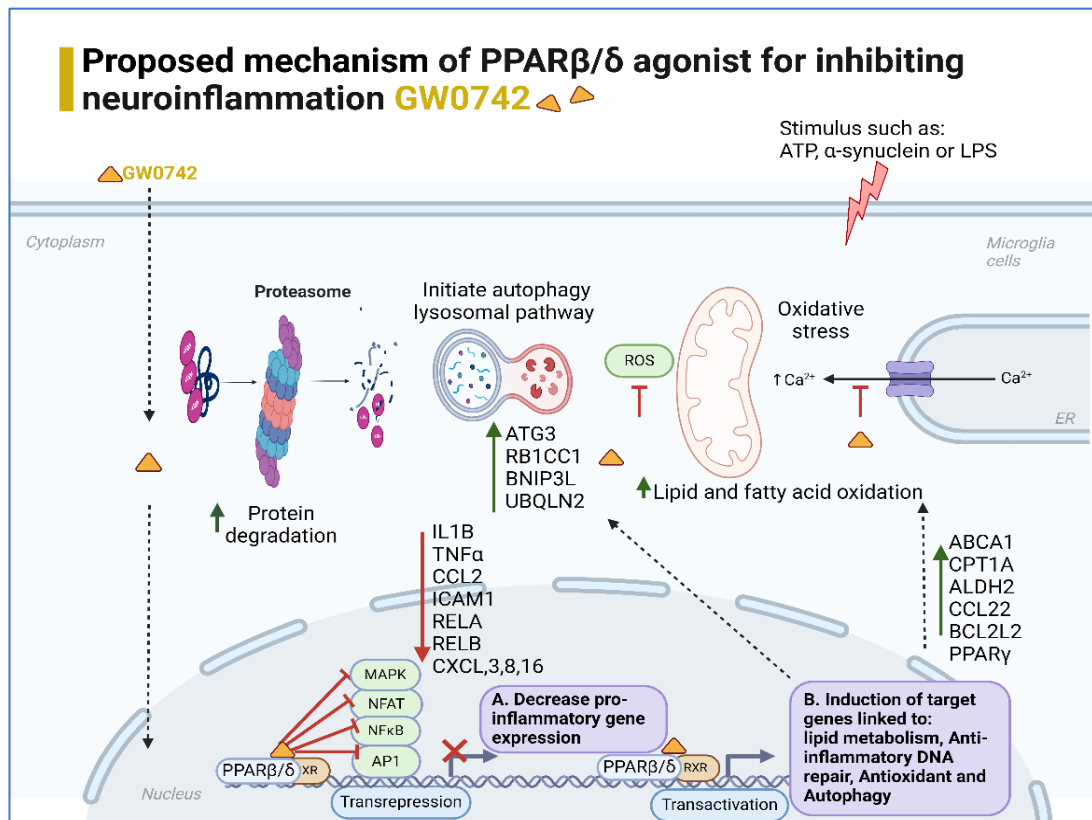 Proposed mechanism of PPARβ/δ agonist for inhibiting
neuroinflammation GW0742
Stimulus such as:
ATP, α-synuclein or LPS
GW0742
Cytoplasm
Microglia
cells
Proteasome
Initiate autophagy
lysosomal pathway
Oxidative
stress
ROS
↑Ca²⁺
Ca²⁺
ER
ATG3
RB1CC1
BNIP3L
UBQLN2
Lipid and fatty acid oxidation
Protein
degradation
IL1B
TNFα
CCL2
ICAM1
RELA
RELB
CXCL,3,8,16
ABCA1
CPT1A
ALDH2
CCL22
BCL2L2
PPARγ
MAPK
NFAT
NFκB
AP1
A. Decrease pro-
inflammatory gene
expression
B. Induction of target
genes linked to:
lipid metabolism, Anti-
inflammatory DNA
repair, Antioxidant and
Autophagy
PPARβ/δ
XR
PPARβ/δ
RXR
Nucleus
Transrepression
Transactivation